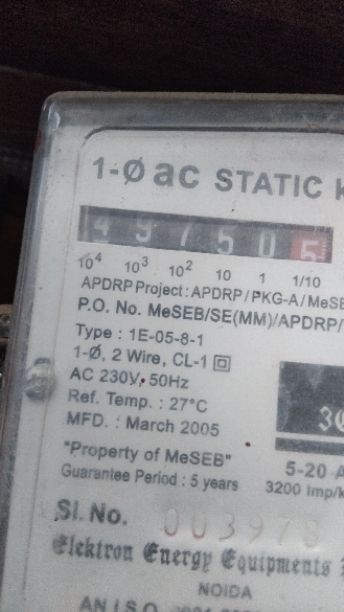 1-Ø ac STATIC
4 9 7 5 0 5
10⁴ 10³ 10² 10 1 1/10
APDRP Project : APDRP / PKG-A / MeSE
P.O. No. MeSEB/SE(MM)/APDRP/
Type : 1E-05-8-1
1-Ø, 2 Wire, CL-1
AC 230V, 50Hz
Ref. Temp. : 27°C
MFD. : March 2005
30
"Property of MeSEB"
5-20 A
Guarantee Period : 5 years
3200 Imp/k
Sl. No. 003978
Elektron Energy Equipments
NOIDA
AN I S O